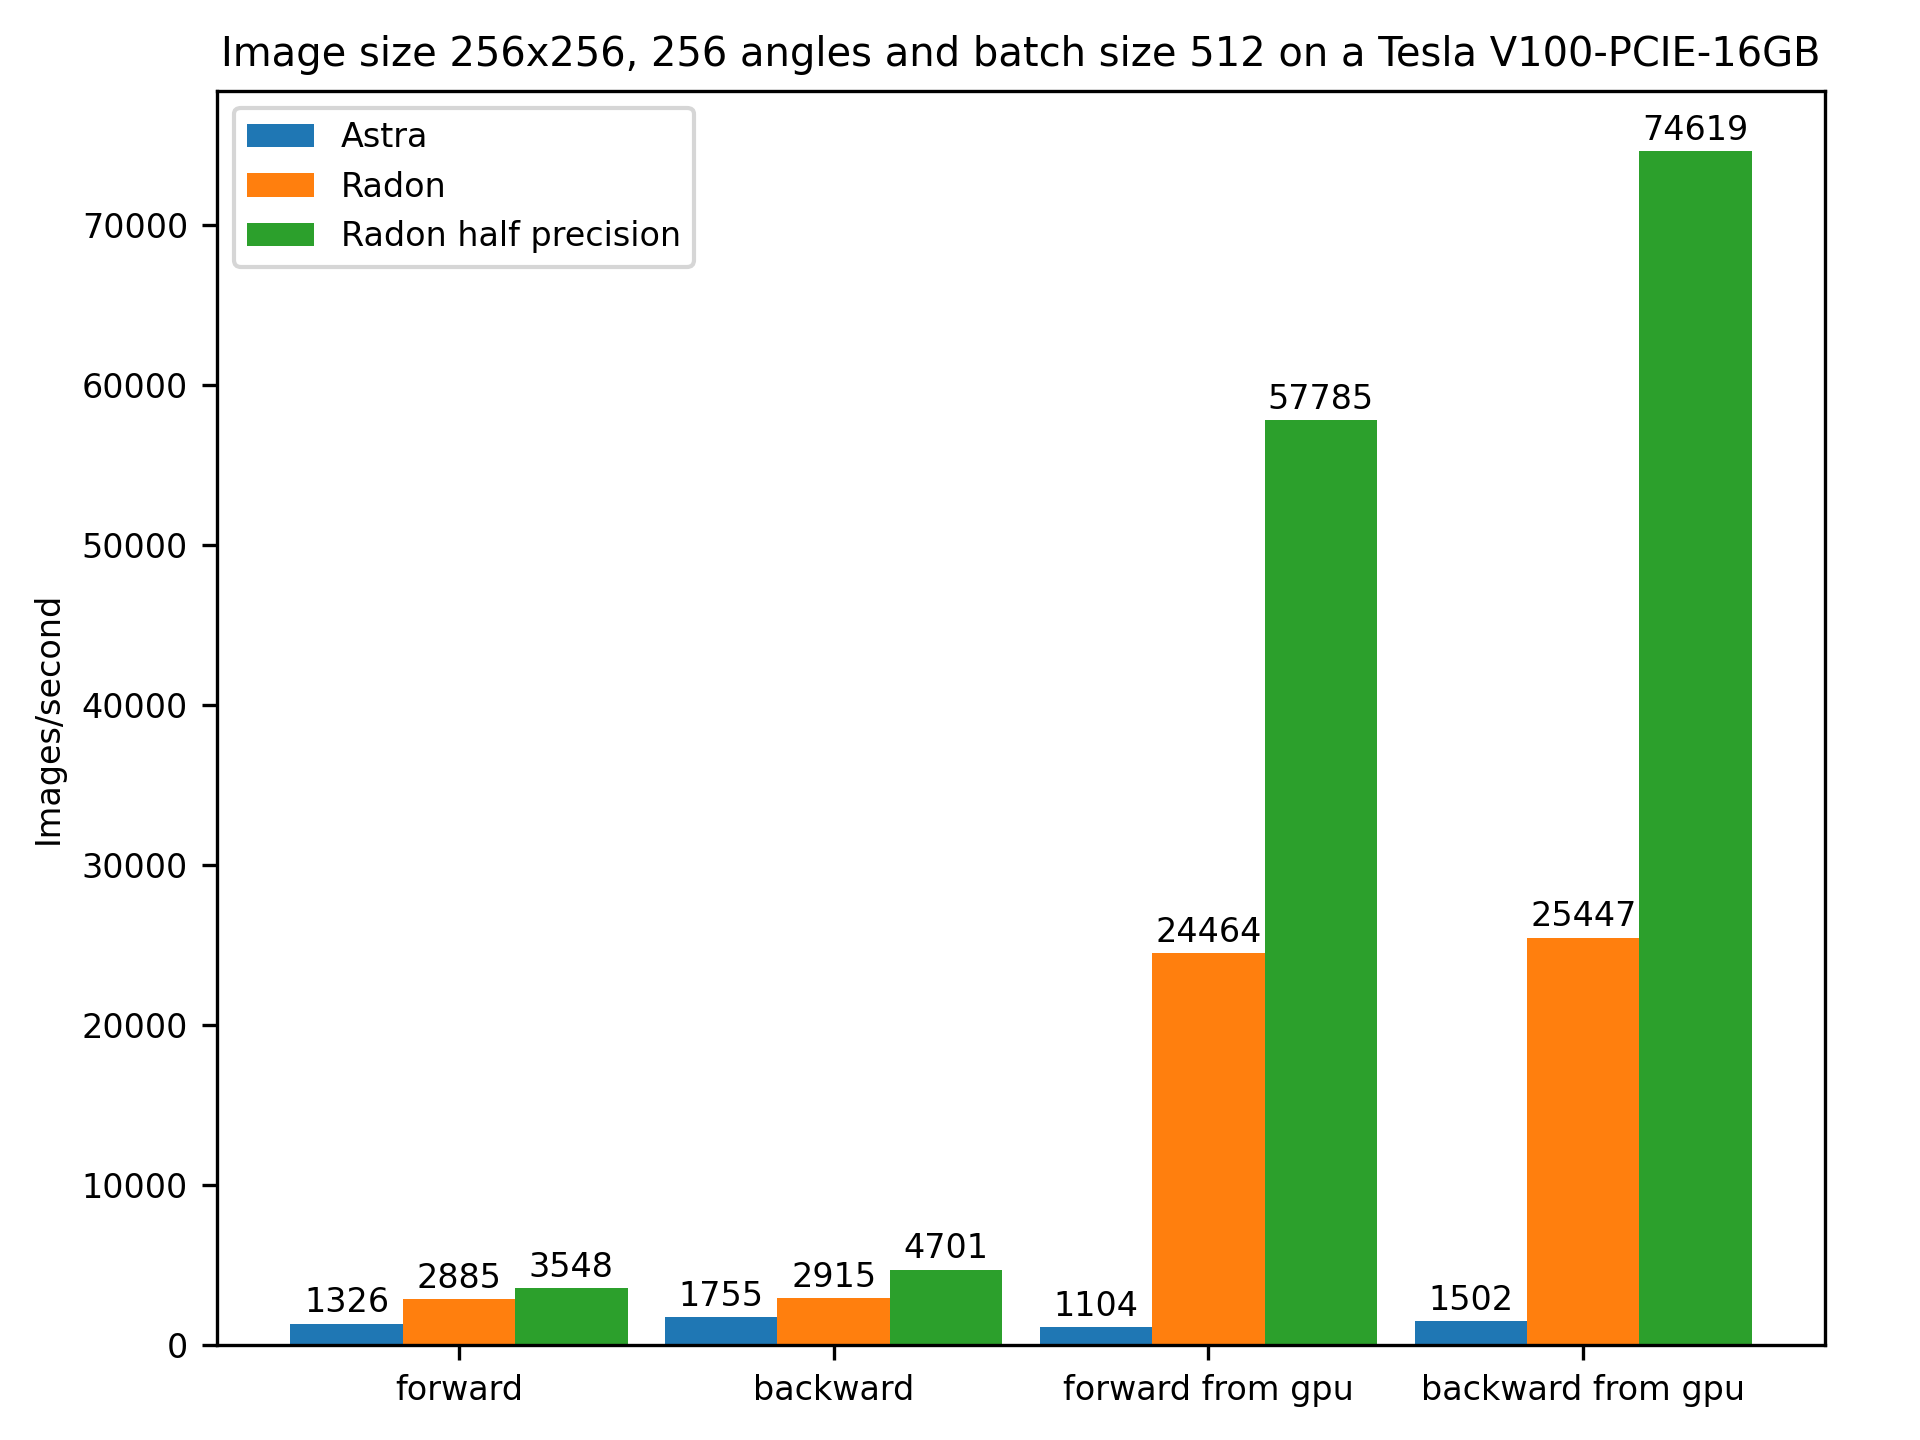 Image size 256x256, 256 angles and batch size 512 on a Tesla V100-PCIE-16GB
Astra
Radon
Radon half precision
Images/second
70000
60000
50000
40000
30000
20000
10000
0
1326
2885
3548
1755
2915
4701
1104
24464
57785
1502
25447
74619
forward
backward
forward from gpu
backward from gpu